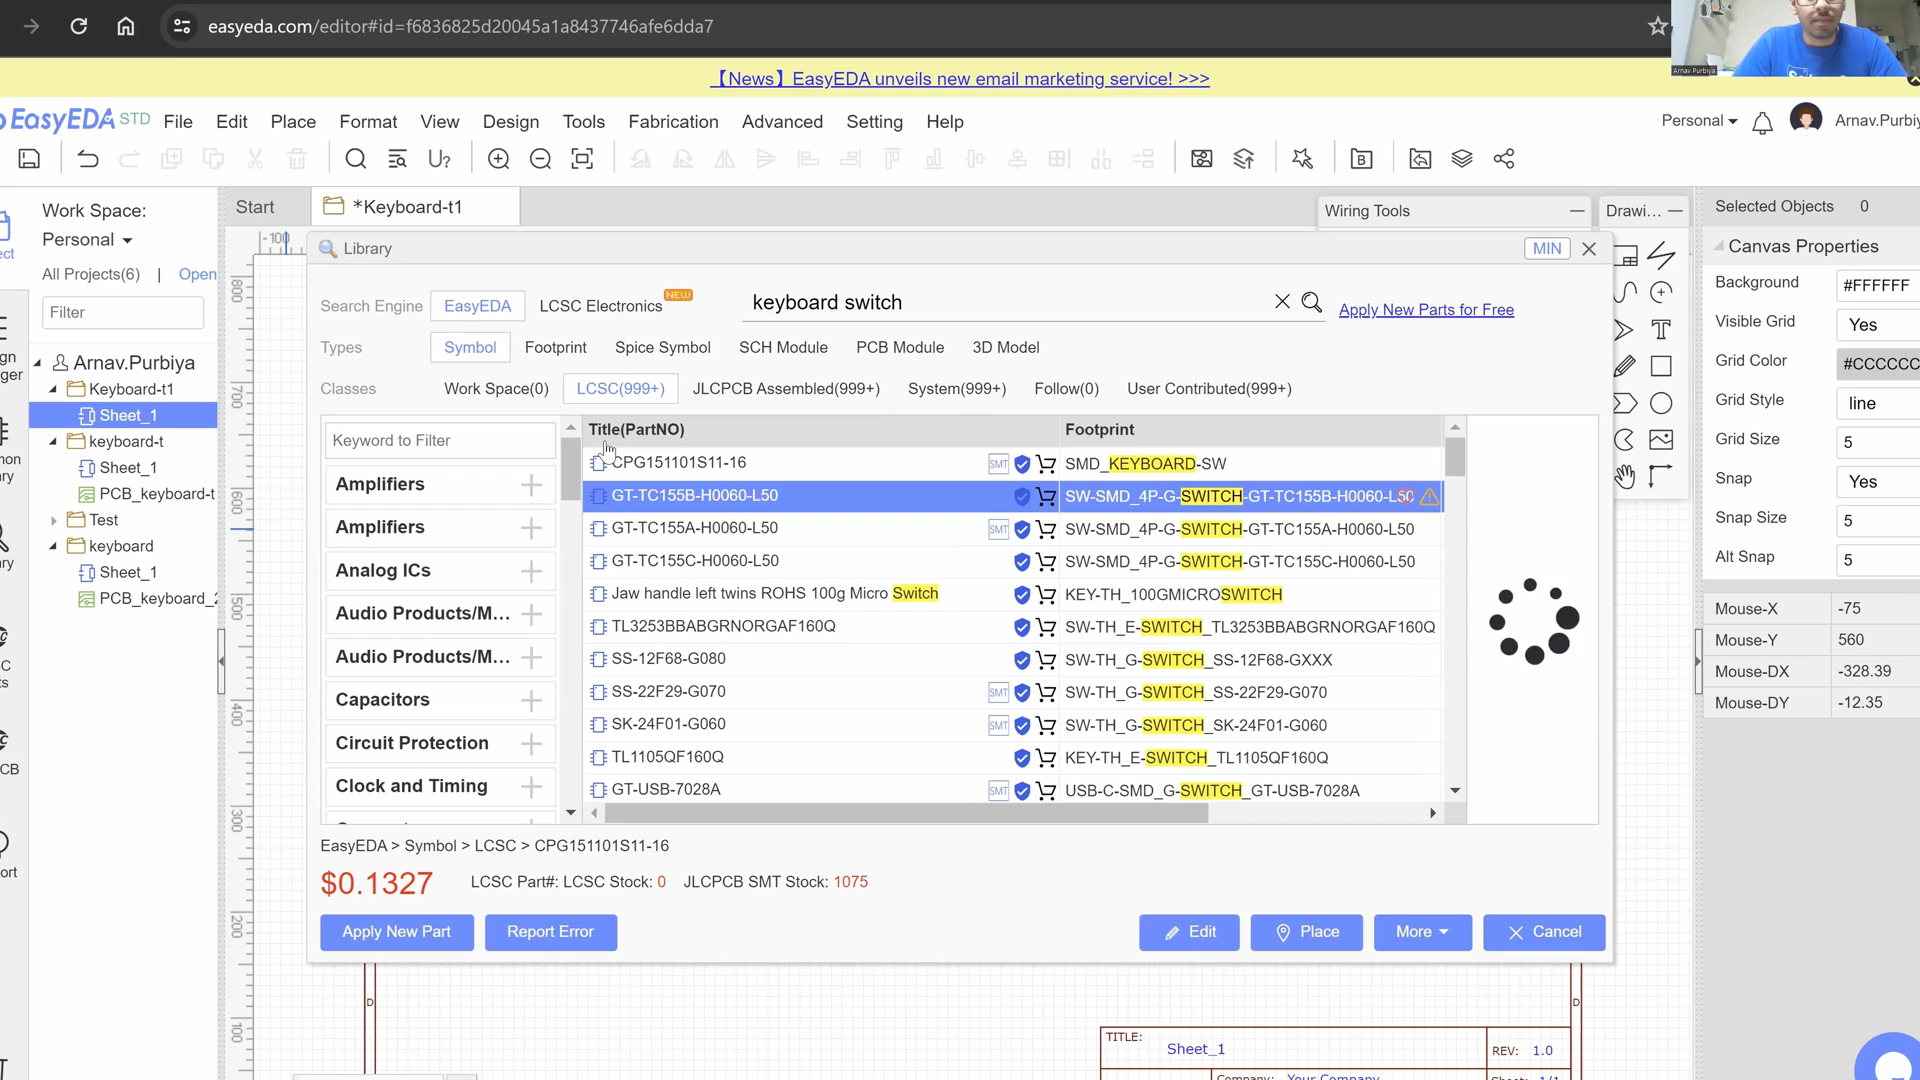 easyeda.com/editor#id=f6836825d20045a1a8437746afe6dda7
Arnav Purbiya
【News】EasyEDA unveils new email marketing service! >>>
EasyEDA STD File Edit Place Format View Design Tools Fabrication Advanced Setting Help
Personal
Work Space:
Personal
All Projects(6) | Open
Filter
Arnav.Purbiya
Keyboard-t1
Sheet_1
keyboard-t
Sheet_1
PCB_keyboard-t
Test
keyboard
Sheet_1
Start *Keyboard-t1
-100
800
700
600
500
400
300
200
100
Wiring Tools
Library MIN
Search Engine EasyEDA LCSC Electronics NEW keyboard switch Apply New Parts for Free
Types Symbol Footprint Spice Symbol SCH Module PCB Module 3D Model
Classes Work Space(0) LCSC(999+) JLCPCB Assembled(999+) System(999+) Follow(0) User Contributed(999+)
Keyword to Filter
Amplifiers
Amplifiers
Analog ICs
Audio Products/M...
Audio Products/M...
Capacitors
Circuit Protection
Clock and Timing
Title(PartNO) Footprint
CPG151101S11-16 SMT SMD_KEYBOARD-SW
GT-TC155B-H0060-L50 SW-SMD_4P-G-SWITCH-GT-TC155B-H0060-L50
GT-TC155A-H0060-L50 SMT SW-SMD_4P-G-SWITCH-GT-TC155A-H0060-L50
GT-TC155C-H0060-L50 SW-SMD_4P-G-SWITCH-GT-TC155C-H0060-L50
Jaw handle left twins ROHS 100g Micro Switch KEY-TH_100GMICROSWITCH
TL3253BBABGRNORGAF160Q SW-TH_E-SWITCH_TL3253BBABGRNORGAF160Q
SS-12F68-G080 SW-TH_G-SWITCH_SS-12F68-GXXX
SS-22F29-G070 SMT SW-TH_G-SWITCH_SS-22F29-G070
SK-24F01-G060 SMT SW-TH_G-SWITCH_SK-24F01-G060
TL1105QF160Q KEY-TH_E-SWITCH_TL1105QF160Q
GT-USB-7028A SMT USB-C-SMD_G-SWITCH_GT-USB-7028A
EasyEDA > Symbol > LCSC > CPG151101S11-16
$0.1327 LCSC Part#: LCSC Stock: 0 JLCPCB SMT Stock: 1075
Apply New Part Report Error Edit Place More Cancel
D
D
TITLE:
Sheet_1
REV: 1.0
Drawi...
Selected Objects 0
Canvas Properties
Background #FFFFFF
Visible Grid Yes
Grid Color #CCCCCC
Grid Style line
Grid Size 5
Snap Yes
Snap Size 5
Alt Snap 5
Mouse-X -75
Mouse-Y 560
Mouse-DX -328.39
Mouse-DY -12.35